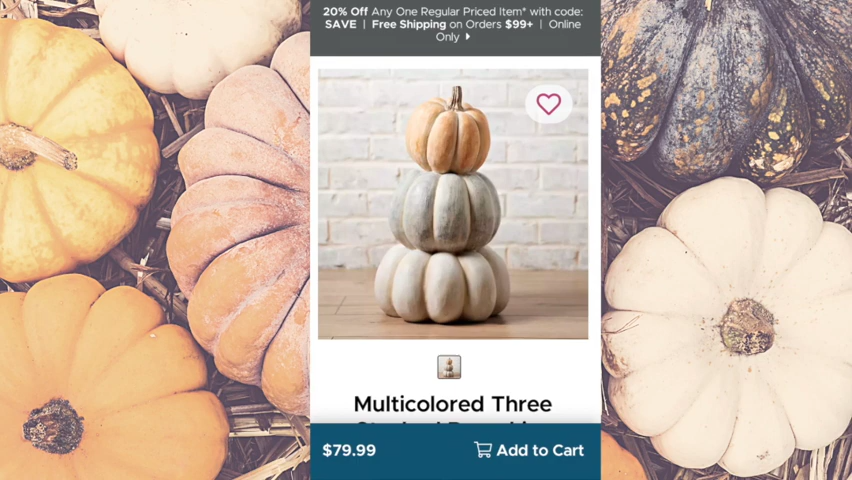 20% Off Any One Regular Priced Item* with code:
SAVE | Free Shipping on Orders $99+ | Online
Only
Multicolored Three
$79.99
Add to Cart